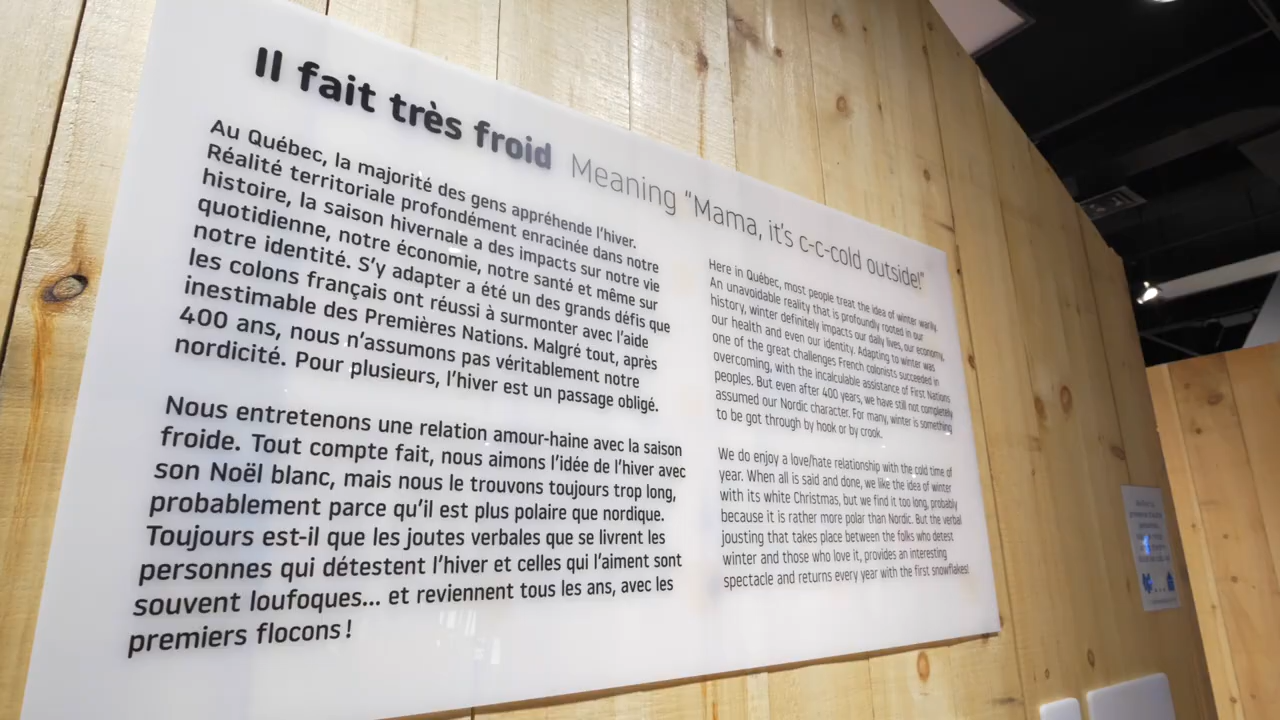 Il fait très froid Meaning "Mama, it's c-c-cold outside!"
Au Québec, la majorité des gens appréhende l'hiver.
Réalité territoriale profondément enracinée dans notre
histoire, la saison hivernale a des impacts sur notre vie
quotidienne, notre économie, notre santé et même sur
notre identité. S'y adapter a été un des grands défis que
les colons français ont réussi à surmonter avec l'aide
inestimable des Premières Nations. Malgré tout, après
400 ans, nous n'assumons pas véritablement notre
nordicité. Pour plusieurs, l'hiver est un passage obligé.
Nous entretenons une relation amour-haine avec la saison
froide. Tout compte fait, nous aimons l'idée de l'hiver avec
son Noël blanc, mais nous le trouvons toujours trop long,
probablement parce qu'il est plus polaire que nordique.
Toujours est-il que les joutes verbales que se livrent les
personnes qui détestent l'hiver et celles qui l'aiment sont
souvent loufoques... et reviennent tous les ans, avec les
premiers flocons !
Here in Québec, most people treat the idea of winter warily.
An unavoidable reality that is profoundly rooted in our
history, winter definitely impacts our daily lives, our economy,
our health and even our identity. Adapting to winter was
one of the great challenges French colonists succeeded in
overcoming, with the incalculable assistance of First Nations
peoples. But even after 400 years, we have still not completely
assumed our Nordic character. For many, winter is something
to be got through by hook or by crook.
We do enjoy a love/hate relationship with the cold time of
year. When all is said and done, we like the idea of winter
with its white Christmas, but we find it too long, probably
because it is rather more polar than Nordic. But the verbal
jousting that takes place between the folks who detest
winter and those who love it, provides an interesting
spectacle and returns every year with the first snowflakes!